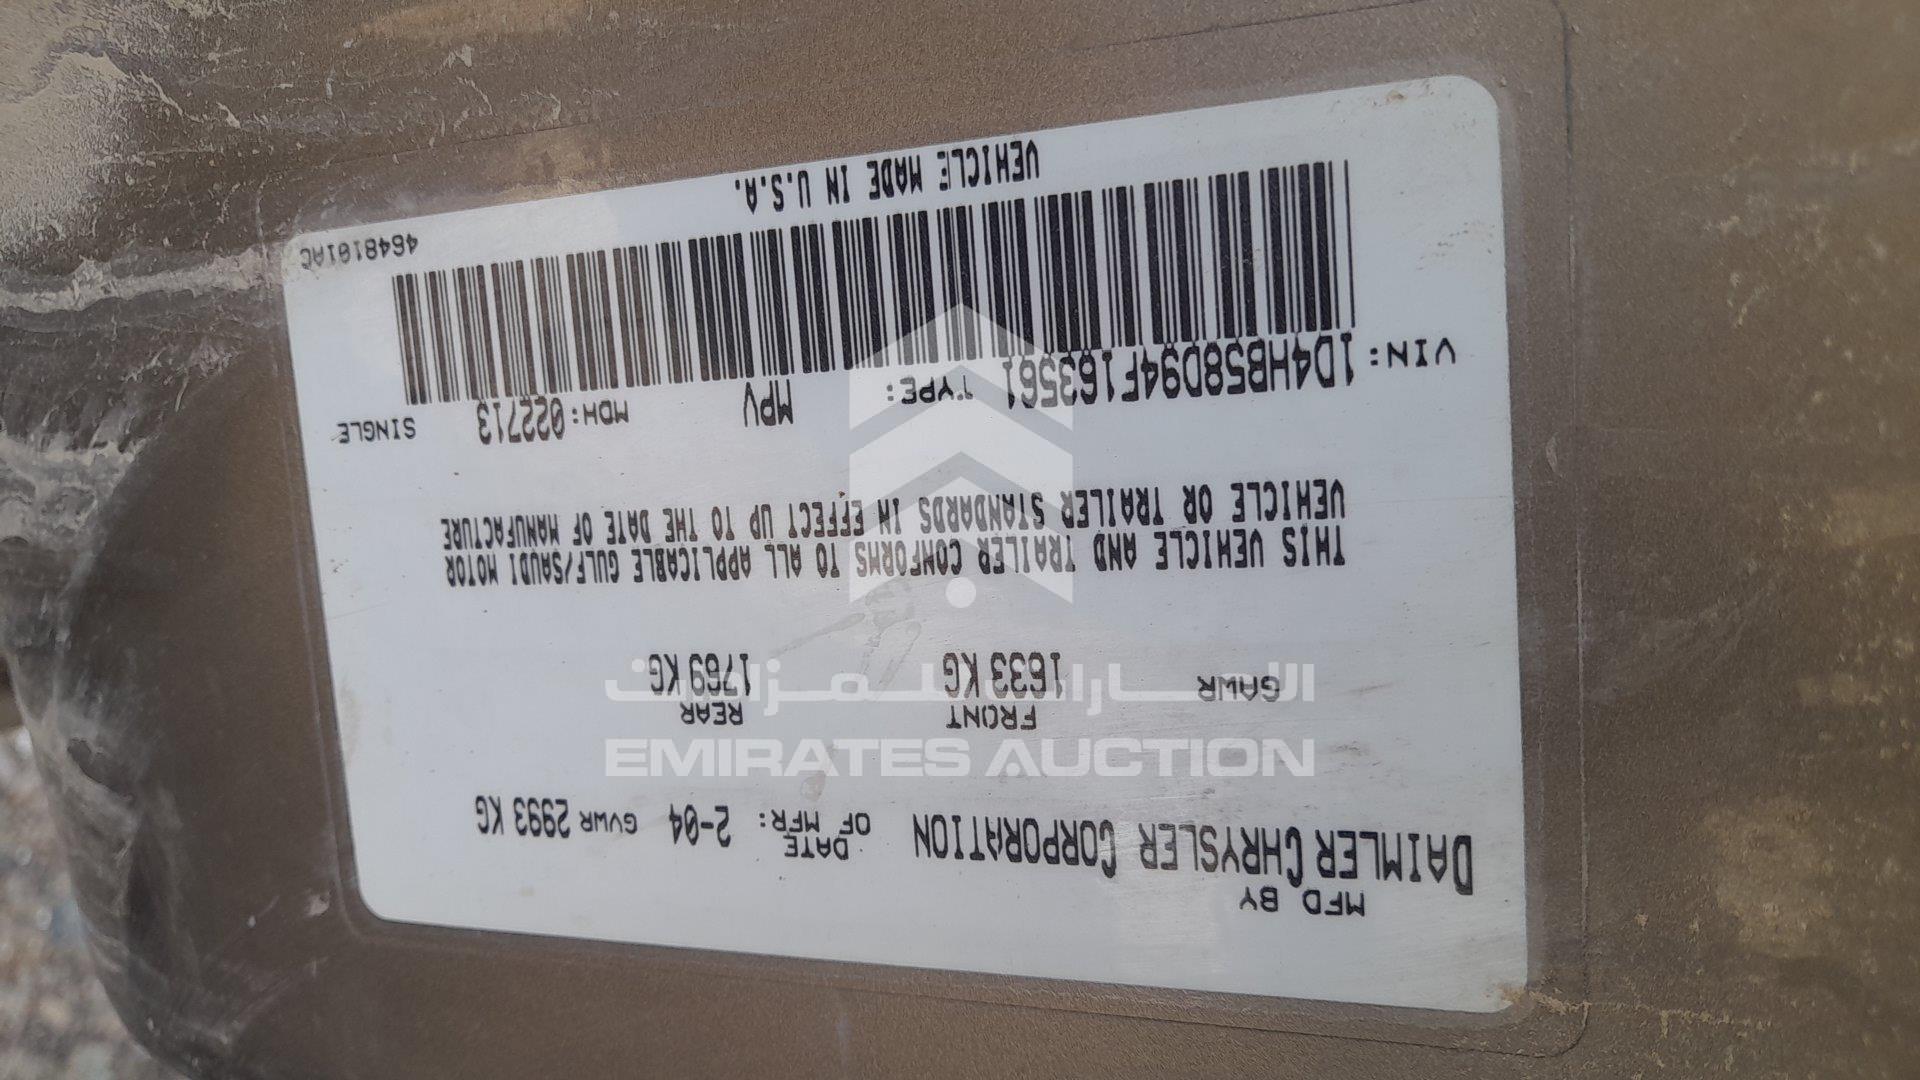 MFD BY
DAIMLER CHRYSLER CORPORATION DATE OF MFR: 2-04 GVWR 2993 KG
FRONT REAR
GAWR 1633 KG 1769 KG
THIS VEHICLE AND TRAILER CONFORMS TO ALL APPLICABLE GULF/SAUDI MOTOR
VEHICLE OR TRAILER STANDARDS IN EFFECT UP TO THE DATE OF MANUFACTURE
VIN: 1D4HB58D94F163561 TYPE: MPV MDH: 022713 SINGLE
VEHICLE MADE IN U.S.A. 4648101AC
الإمارات للمزادات
EMIRATES AUCTION